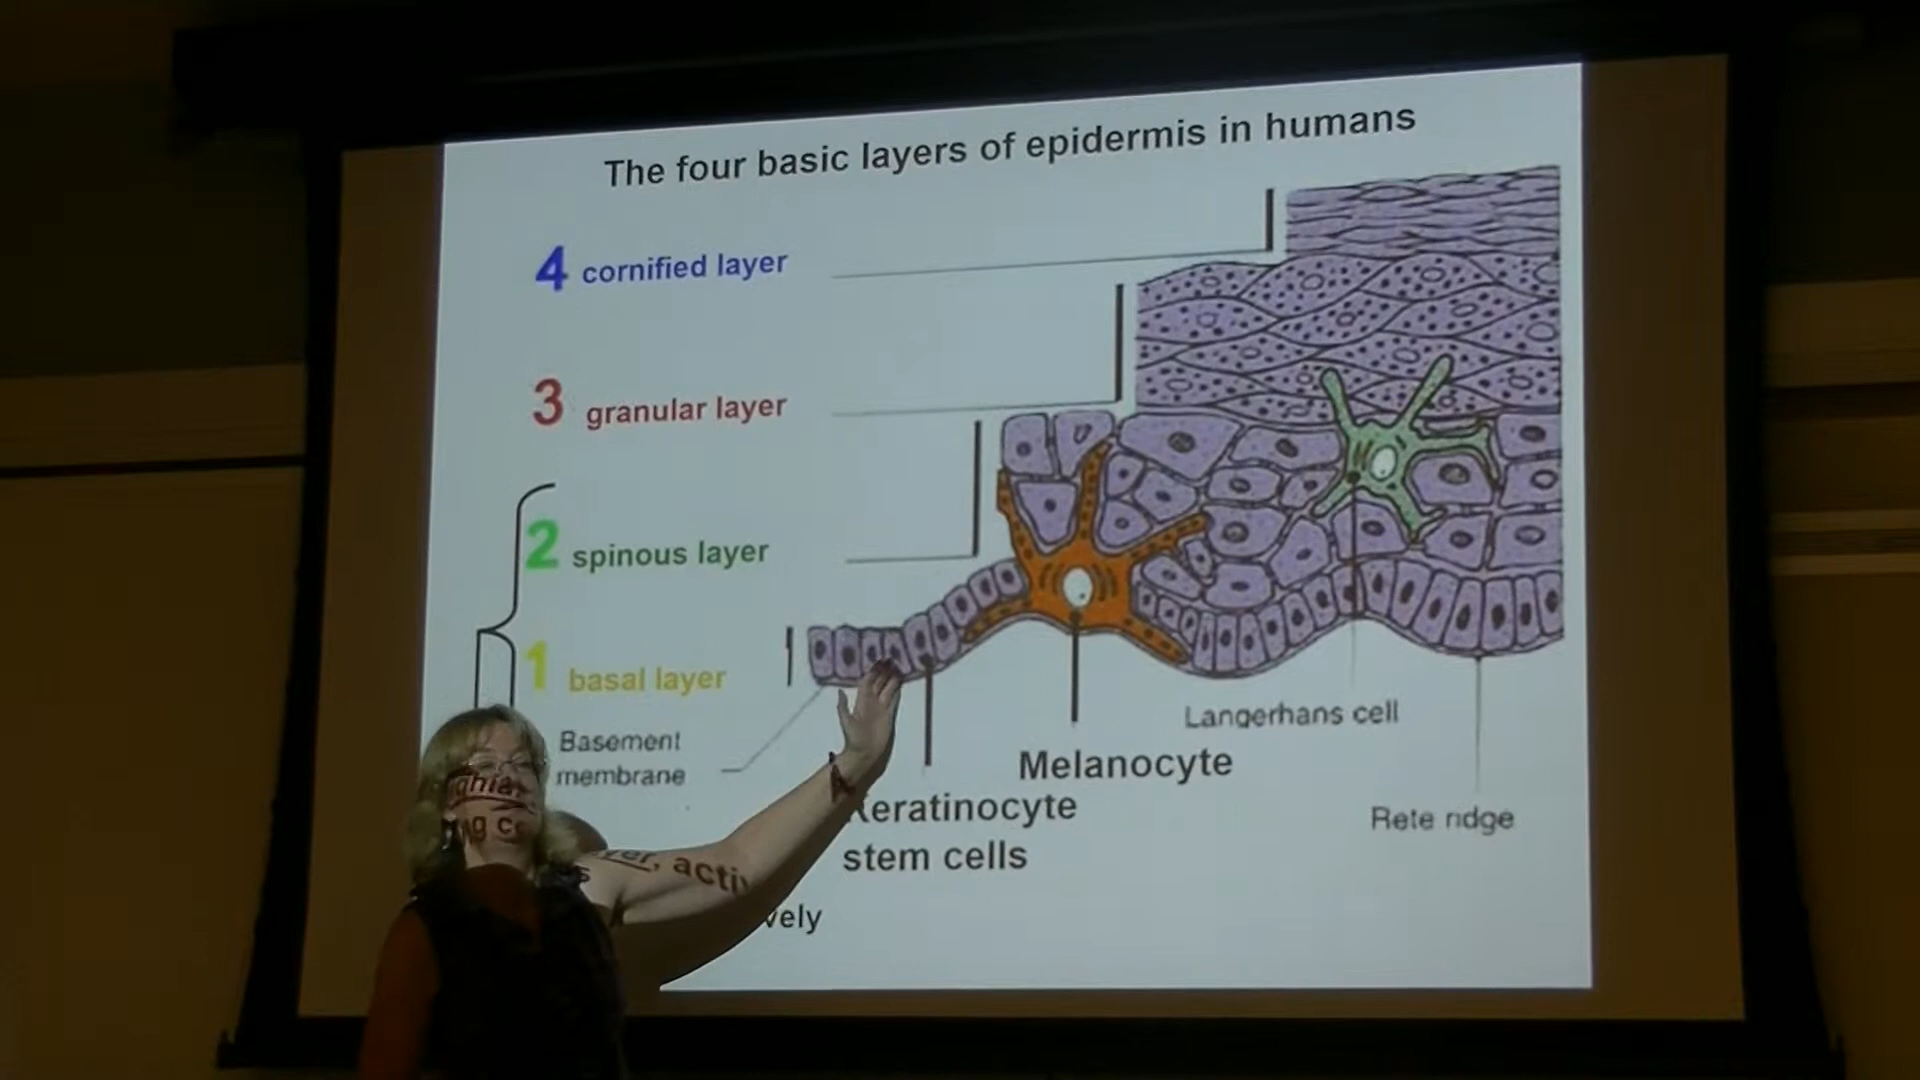 The four basic layers of epidermis in humans
4 cornified layer
3 granular layer
2 spinous layer
1 basal layer
Basement
membrane
Langerhans cell
Melanocyte
Keratinocyte
stem cells
Rete ridge